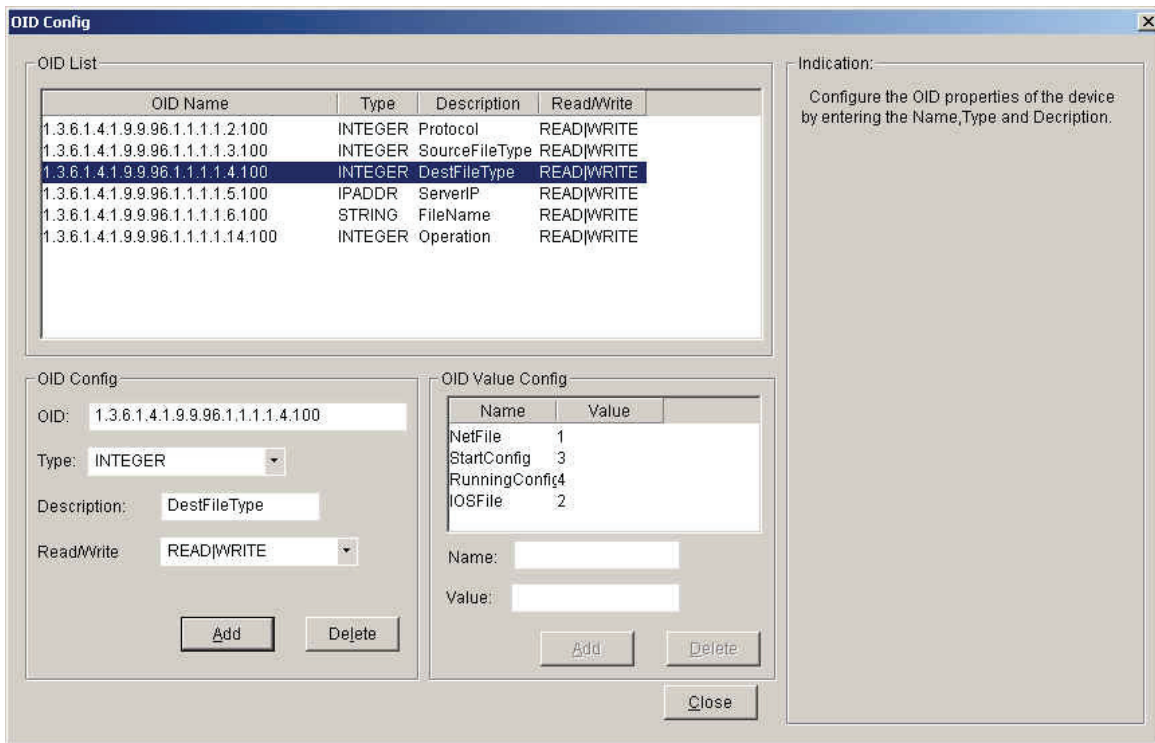 OID Config
OID List
OID Name Type Description Read/Write
1.3.6.1.4.1.9.9.96.1.1.1.1.2.100 INTEGER Protocol READ|WRITE
1.3.6.1.4.1.9.9.96.1.1.1.1.3.100 INTEGER SourceFileType READ|WRITE
1.3.6.1.4.1.9.9.96.1.1.1.1.4.100 INTEGER DestFileType READ|WRITE
1.3.6.1.4.1.9.9.96.1.1.1.1.5.100 IPADDR ServerIP READ|WRITE
1.3.6.1.4.1.9.9.96.1.1.1.1.6.100 STRING FileName READ|WRITE
1.3.6.1.4.1.9.9.96.1.1.1.1.14.100 INTEGER Operation READ|WRITE
Indication:
Configure the OID properties of the device
by entering the Name,Type and Decription.
OID Config
OID: 1.3.6.1.4.1.9.9.96.1.1.1.1.4.100
Type: INTEGER
Description: DestFileType
Read/Write READ|WRITE
Add Delete
OID Value Config
Name Value
NetFile 1
StartConfig 3
RunningConfig 4
IOSFile 2
Name:
Value:
Add Delete
Close